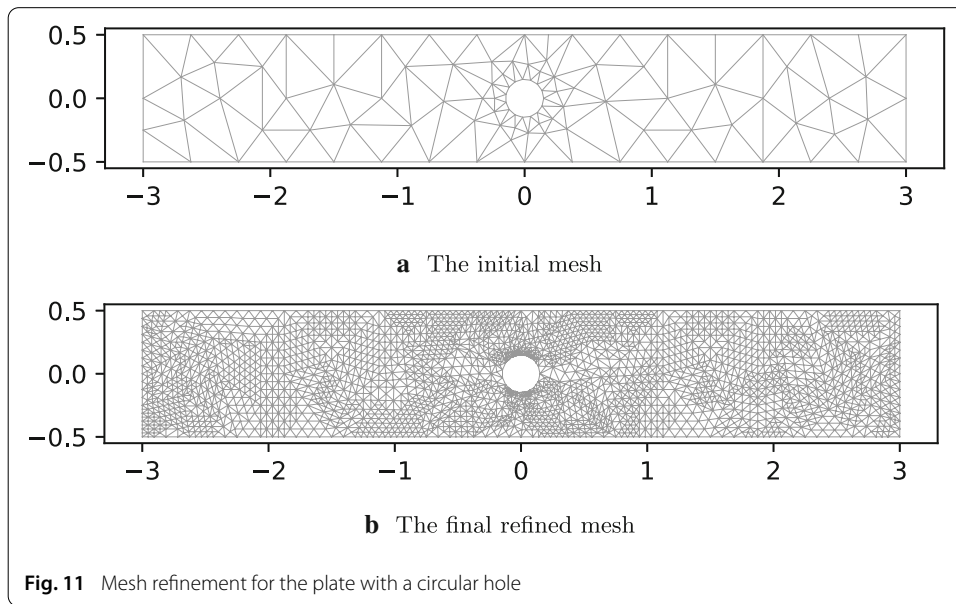 0.5
0.0
−0.5
−3 −2 −1 0 1 2 3
a The initial mesh
0.5
0.0
−0.5
−3 −2 −1 0 1 2 3
b The final refined mesh
Fig. 11 Mesh refinement for the plate with a circular hole